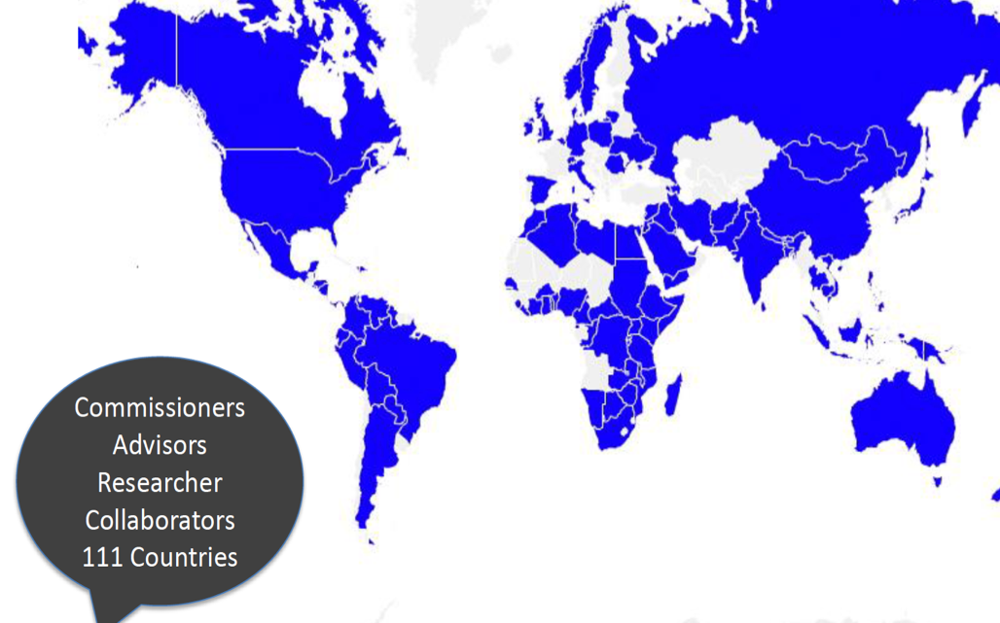 Commissioners
Advisors
Researcher
Collaborators
111 Countries